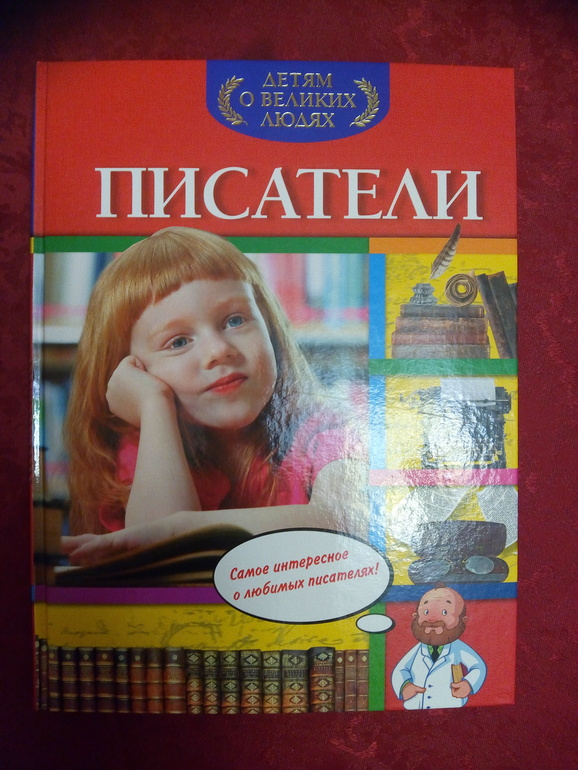 ДЕТЯМ
О ВЕЛИКИХ
ЛЮДЯХ
ПИСАТЕЛИ
Самое интересное
о любимых писателях!